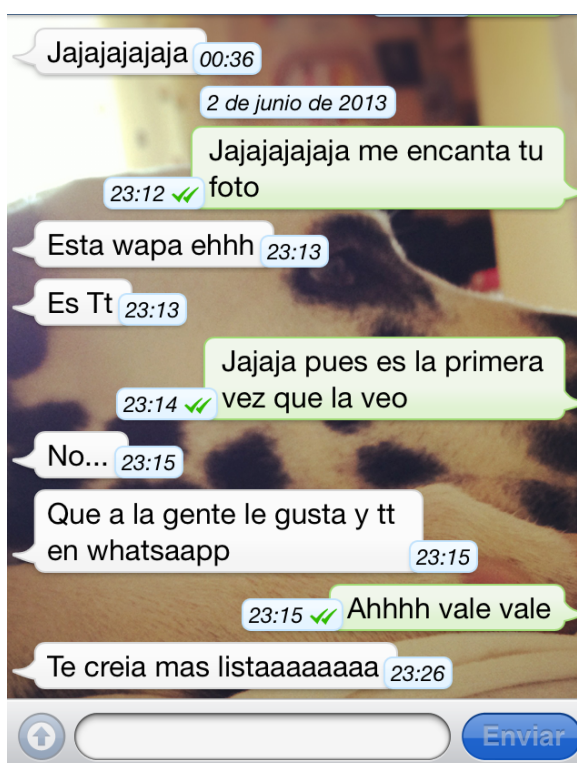 Jajajajajaja 00:36
2 de junio de 2013
Jajajajajaja me encanta tu
foto 23:12
Esta wapa ehhh 23:13
Es Tt 23:13
Jajaja pues es la primera
vez que la veo 23:14
No... 23:15
Que a la gente le gusta y tt
en whatsaapp 23:15
Ahhhh vale vale 23:15
Te creia mas listaaaaaaaa 23:26
Enviar